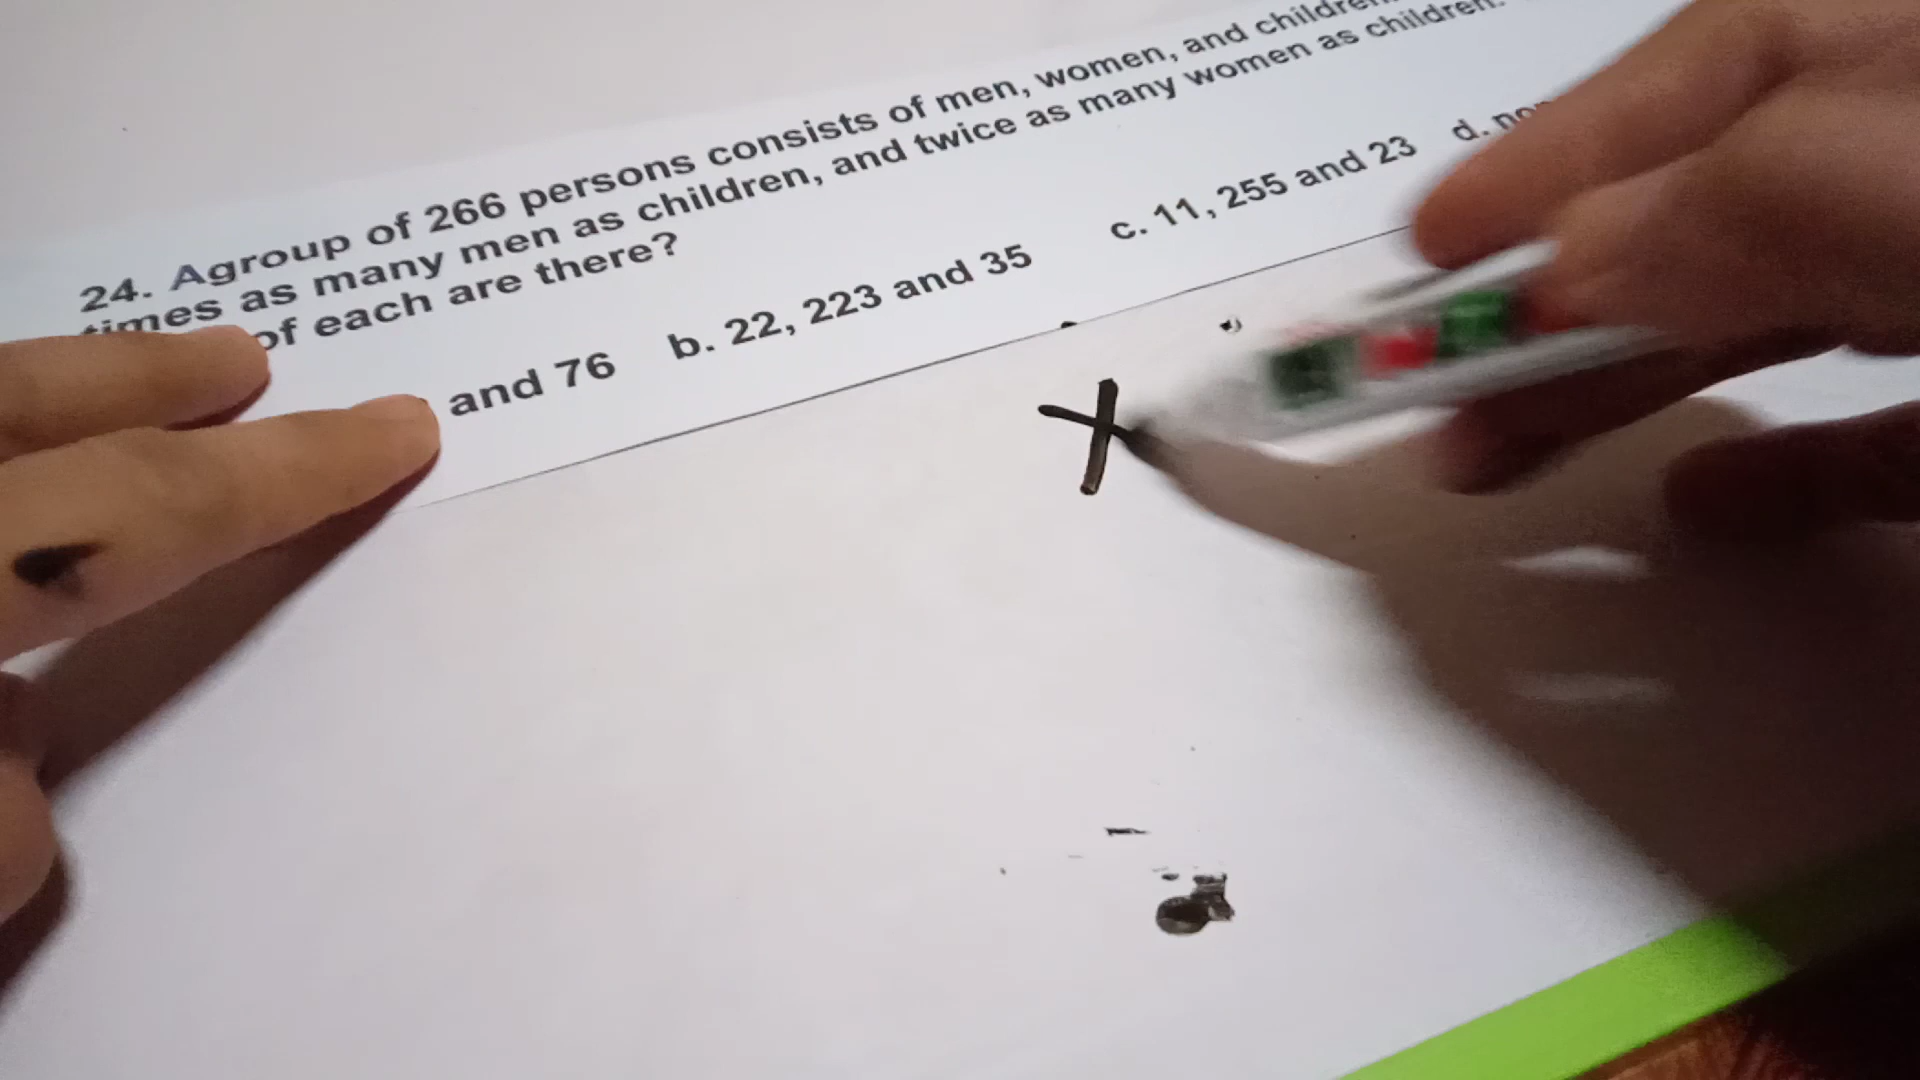 24. Agroup of 266 persons consists of men, women, and children.
times as many men as children, and twice as many women as children.
of each are there?
and 76 b. 22, 223 and 35 c. 11, 255 and 23 d.
X